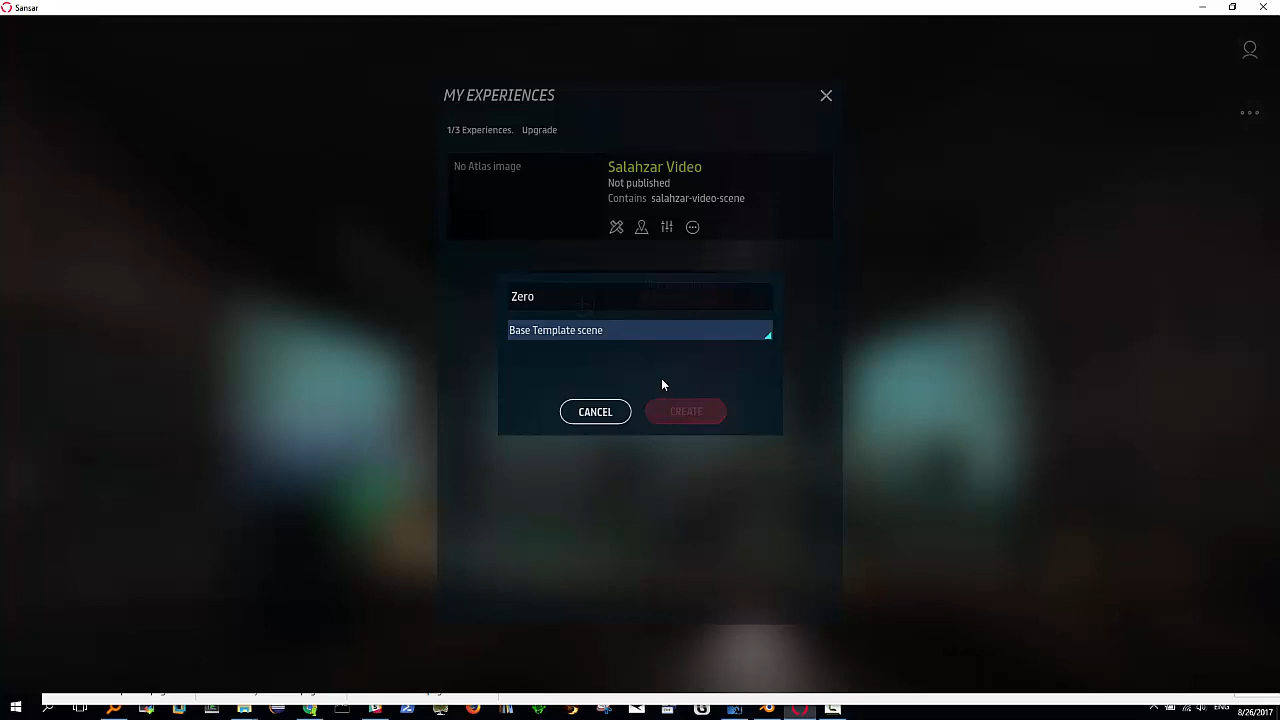 Sansar
MY EXPERIENCES
1/3 Experiences. Upgrade
No Atlas image
Salahzar Video
Not published
Contains salahzar-video-scene
Zero
Base Template scene
CANCEL
CREATE
ENG
8/26/2017